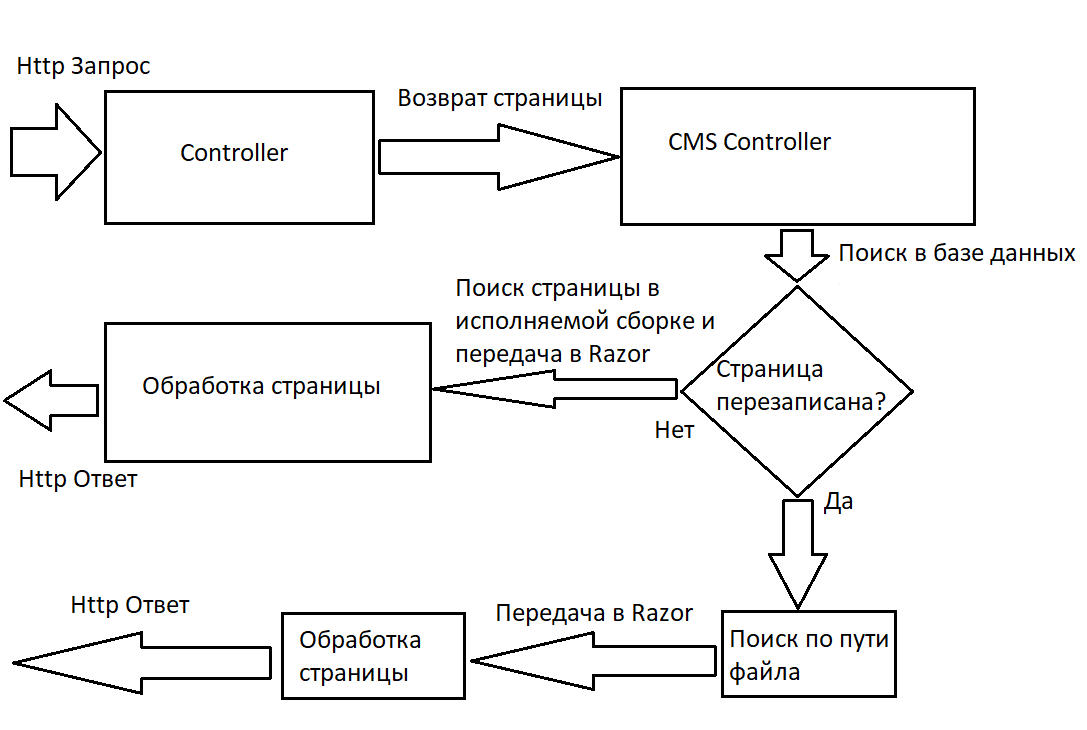 Http Запрос
Controller
Возврат страницы
CMS Controller
Поиск в базе данных
Страница
перезаписана?
Нет
Поиск страницы в
исполняемой сборке и
передача в Razor
Обработка страницы
Http Ответ
Да
Поиск по пути
файла
Передача в Razor
Обработка
страницы
Http Ответ